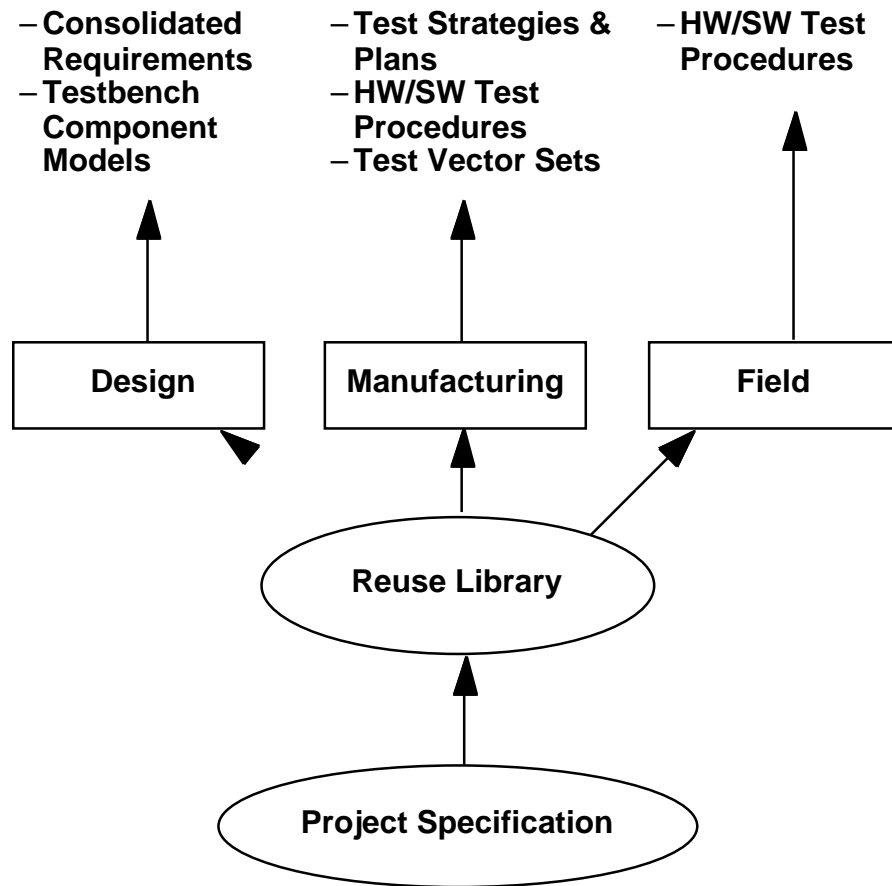 – Consolidated
Requirements
– Testbench
Component
Models
– Test Strategies &
Plans
– HW/SW Test
Procedures
– Test Vector Sets
– HW/SW Test
Procedures
Design
Manufacturing
Field
Reuse Library
Project Specification